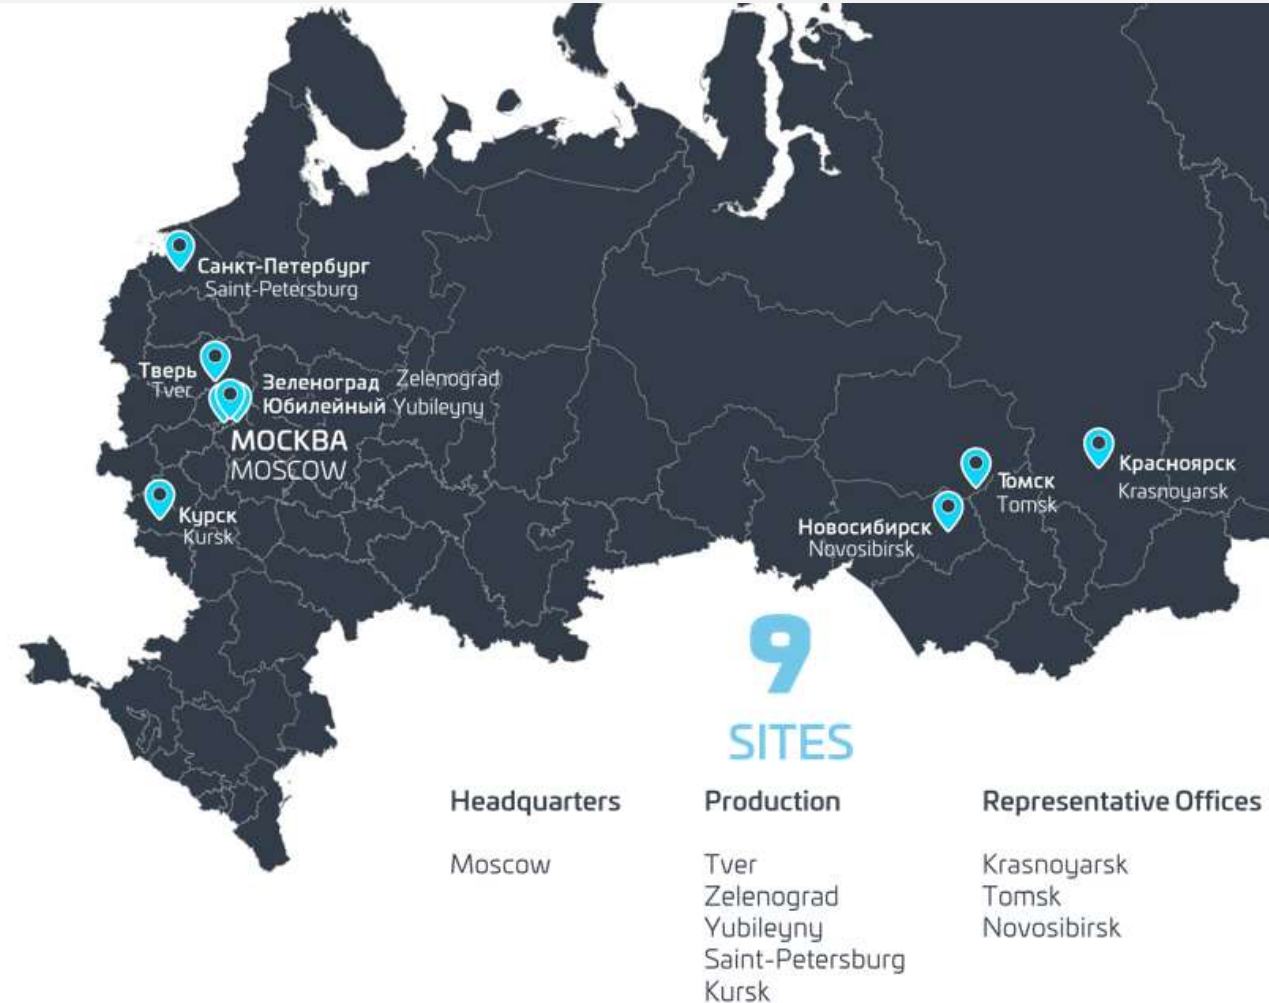 Санкт-Петербург
Saint-Petersburg
Тверь
Tver
Зеленоград Zelenograd
Юбилейный Yubileyny
МОСКВА
MOSCOW
Курск
Kursk
Красноярск
Krasnoyarsk
Томск
Tomsk
Новосибирск
Novosibirsk
9
SITES
Headquarters
Moscow
Production
Tver
Zelenograd
Yubileyny
Saint-Petersburg
Kursk
Representative Offices
Krasnoyarsk
Tomsk
Novosibirsk